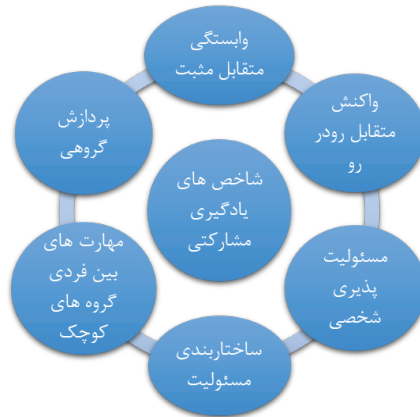 وابستگی
متقابل مثبت
واکنش
متقابل رودر
رو
مسئولیت
پذیری
شخصی
ساختاربندی
مسئولیت
مهارت های
بین فردی
گروه های
کوچک
پردازش
گروهی
شاخص های
یادگیری
مشارکتی